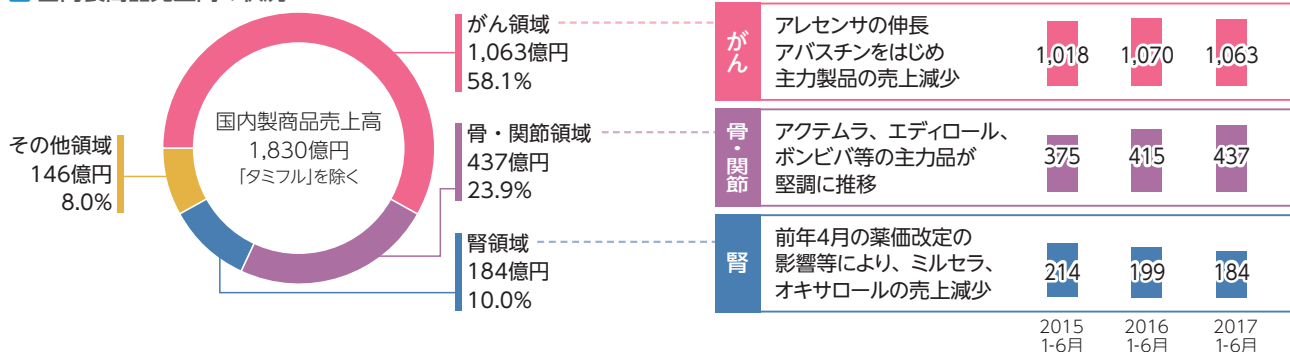 がん領域
1,063億円
58.1%
国内製商品売上高
1,830億円
「タミフル」を除く
その他領域
146億円
8.0%
骨・関節領域
437億円
23.9%
腎領域
184億円
10.0%
がん
アレセンサの伸長
アバスチンをはじめ
主力製品の売上減少
1,018 1,070 1,063
骨・関節
アクテムラ、エディロール、
ボンビバ等の主力品が
堅調に推移
375 415 437
腎
前年4月の薬価改定の
影響等により、ミルセラ、
オキサロールの売上減少
214 199 184
2015 2016 2017
1-6月 1-6月 1-6月